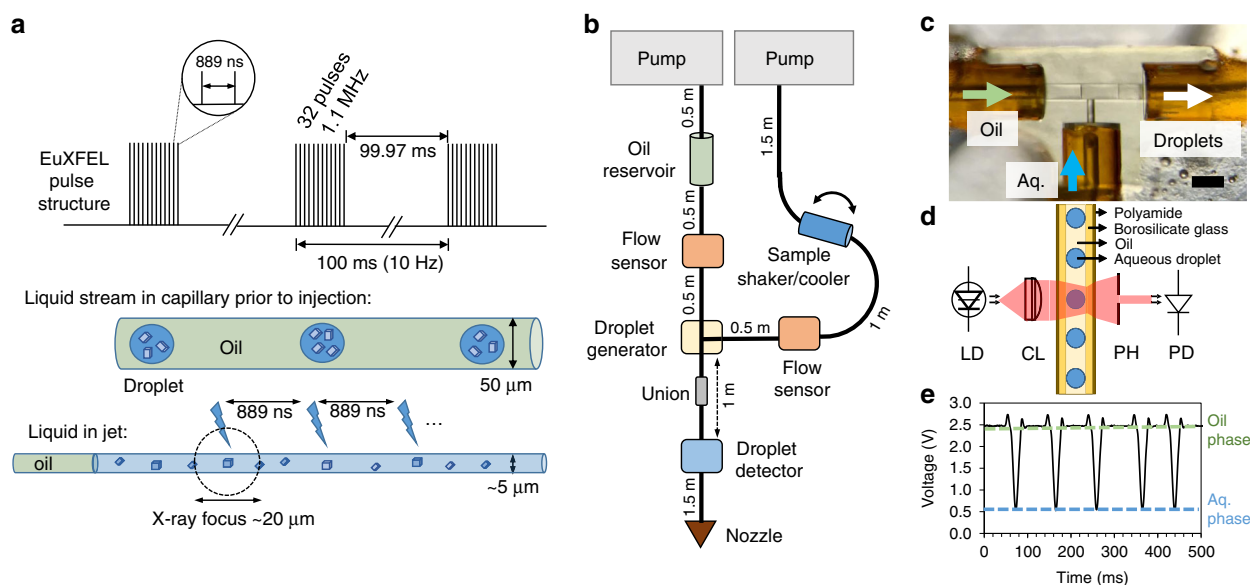 a
889 ns
32 pulses
1.1 MHz
99.97 ms
EuXFEL
pulse
structure
100 ms (10 Hz)
Liquid stream in capillary prior to injection:
Oil
Droplet
50 μm
889 ns
889 ns
...
Liquid in jet:
oil
~5 μm
X-ray focus ~20 μm
b
Pump
Pump
0.5 m
1.5 m
Oil
reservoir
0.5 m
Flow
sensor
Sample
shaker/cooler
0.5 m
1 m
Droplet
generator
0.5 m
Flow
sensor
Union
1 m
Droplet
detector
1.5 m
Nozzle
c
Oil
Droplets
Aq.
d
Polyamide
Borosilicate glass
Oil
Aqueous droplet
LD
CL
PH
PD
e
3.0
2.5
2.0
1.5
1.0
0.5
0.0
Voltage (V)
Oil
phase
Aq.
phase
0 100 200 300 400 500
Time (ms)